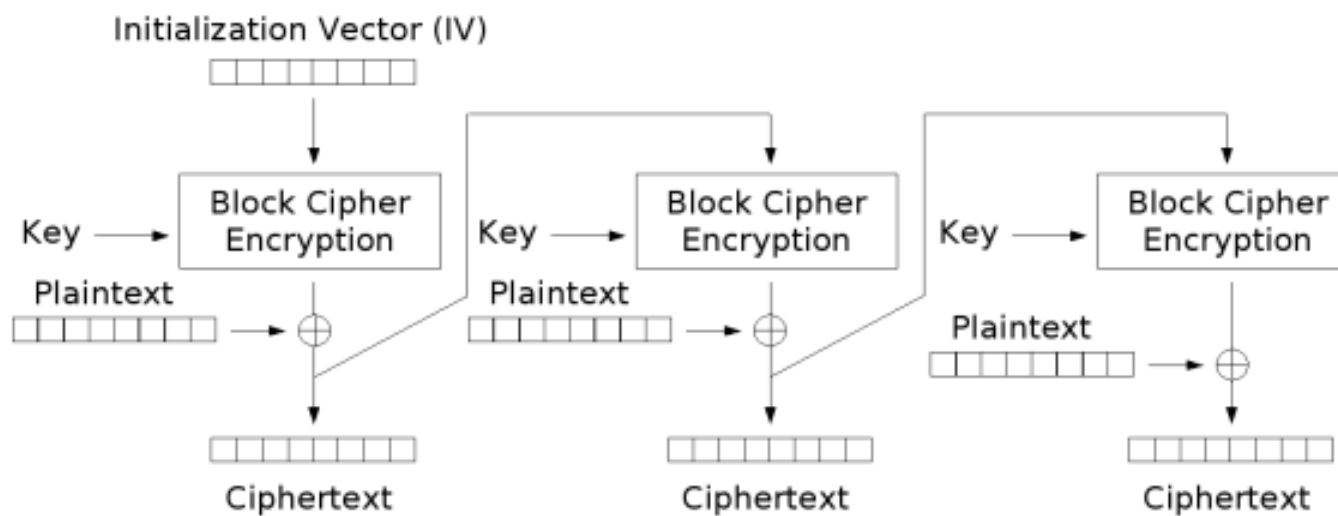 Initialization Vector (IV)
Block Cipher
Encryption
Block Cipher
Encryption
Block Cipher
Encryption
Key
Key
Key
Plaintext
Plaintext
Plaintext
Ciphertext
Ciphertext
Ciphertext